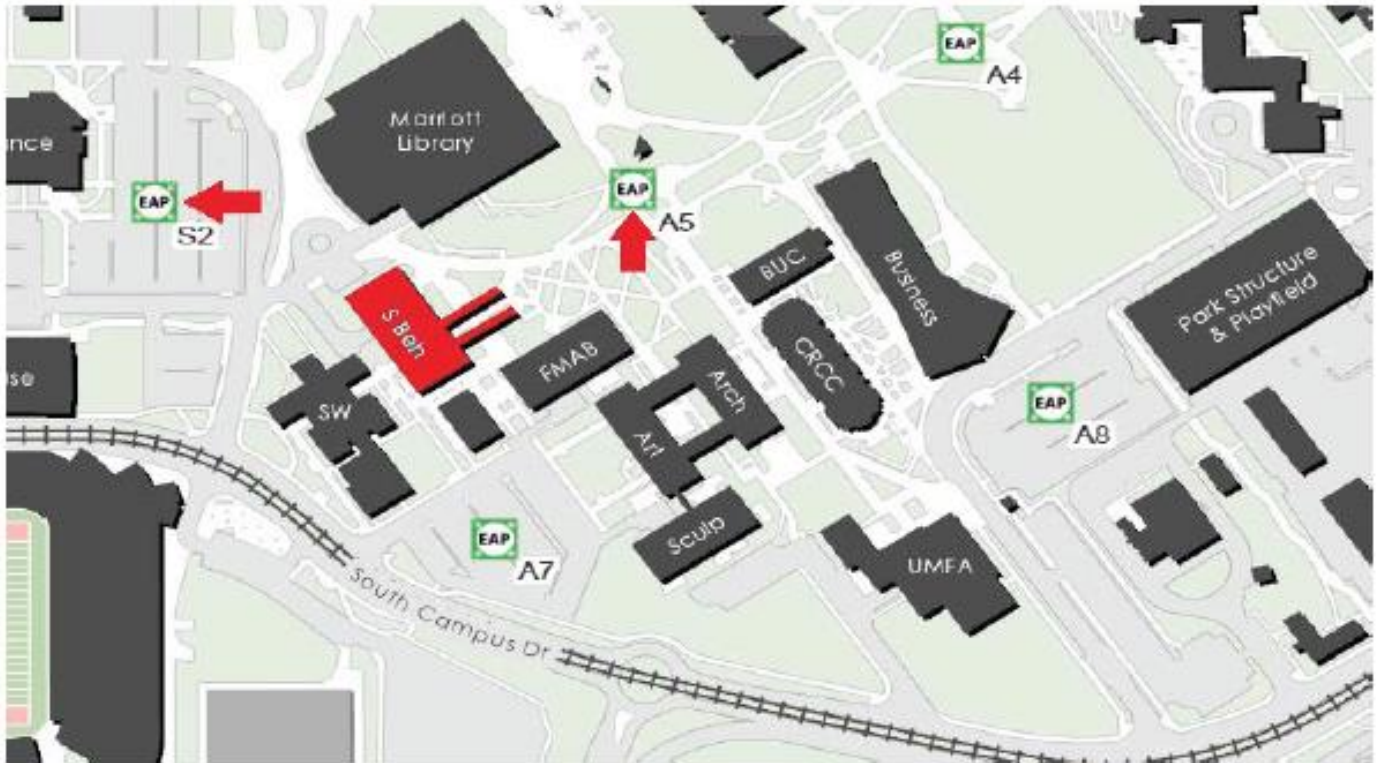 EAP
A4
Marriott
Library
nce
EAP
S2
EAP
A5
BUC
Business
Park Structure
& Playfield
S Beh
FMAB
CRCC
Arch
se
SW
Art
EAP
A8
EAP
A7
Sculp
UMFA
South Campus Dr